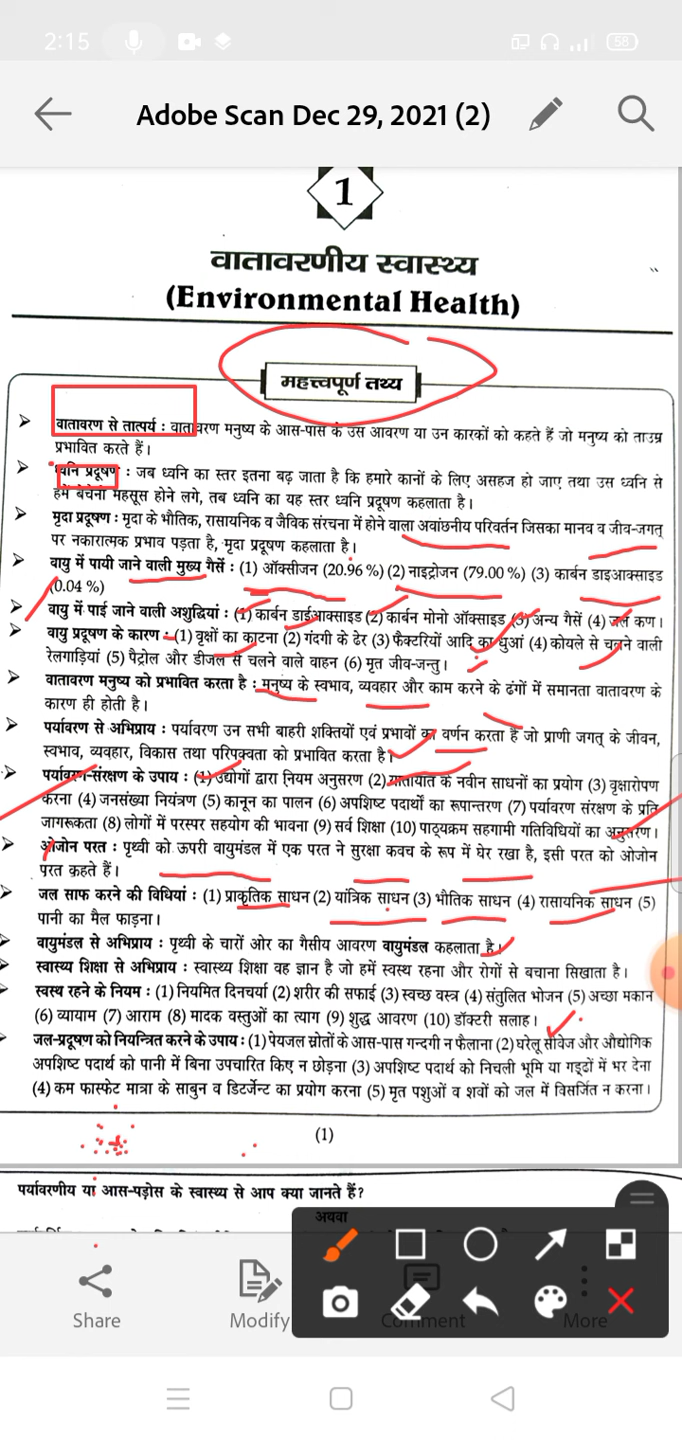 2:15
58
Adobe Scan Dec 29, 2021 (2)
1
वातावरणीय स्वास्थ्य
(Environmental Health)
महत्त्वपूर्ण तथ्य
वातावरण से तात्पर्य : वातावरण मनुष्य के आस-पास के उस आवरण या उन कारकों को कहते हैं जो मनुष्य को ताउम्र
प्रभावित करते हैं।
ध्वनि प्रदूषण : जब ध्वनि का स्तर इतना बढ़ जाता है कि हमारे कानों के लिए असहज हो जाए तथा उस ध्वनि से
हमें बेचैनी महसूस होने लगे, तब ध्वनि का यह स्तर ध्वनि प्रदूषण कहलाता है।
मृदा प्रदूषण : मृदा के भौतिक, रासायनिक व जैविक संरचना में होने वाला अवांछनीय परिवर्तन जिसका मानव व जीव-जगत्
पर नकारात्मक प्रभाव पड़ता है, मृदा प्रदूषण कहलाता है।
वायु में पायी जाने वाली मुख्य गैसें : (1) ऑक्सीजन (20.96 %) (2) नाइट्रोजन (79.00 %) (3) कार्बन डाइआक्साइड
(0.04 %)
वायु में पाई जाने वाली अशुद्धियां : (1) कार्बन डाईआक्साइड (2) कार्बन मोनो ऑक्साइड (3) अन्य गैसें (4) जल कण।
वायु प्रदूषण के कारण : (1) वृक्षों का काटना (2) गंदगी के ढेर (3) फैक्टरियों आदि का धुआं (4) कोयले से चलने वाली
रेलगाड़ियां (5) पैट्रोल और डीजल से चलने वाले वाहन (6) मृत जीव-जन्तु।
वातावरण मनुष्य को प्रभावित करता है : मनुष्य के स्वभाव, व्यवहार और काम करने के ढंगों में समानता वातावरण के
कारण ही होती है।
पर्यावरण से अभिप्राय : पर्यावरण उन सभी बाहरी शक्तियों एवं प्रभावों का वर्णन करता है जो प्राणी जगत् के जीवन,
स्वभाव, व्यवहार, विकास तथा परिपक्वता को प्रभावित करता है।
पर्यावरण-संरक्षण के उपाय : (1) उद्योगों द्वारा नियम अनुसरण (2) यातायात के नवीन साधनों का प्रयोग (3) वृक्षारोपण
करना (4) जनसंख्या नियंत्रण (5) कानून का पालन (6) अपशिष्ट पदार्थों का रूपान्तरण (7) पर्यावरण संरक्षण के प्रति
जागरूकता (8) लोगों में परस्पर सहयोग की भावना (9) सर्व शिक्षा (10) पाठ्यक्रम सहगामी गतिविधियों का अनुसरण।
ओजोन परत : पृथ्वी को ऊपरी वायुमंडल में एक परत ने सुरक्षा कवच के रूप में घेर रखा है, इसी परत को ओजोन
परत कहते हैं।
जल साफ करने की विधियां : (1) प्राकृतिक साधन (2) यांत्रिक साधन (3) भौतिक साधन (4) रासायनिक साधन (5)
पानी का मैल फाड़ना।
वायुमंडल से अभिप्राय : पृथ्वी के चारों ओर का गैसीय आवरण वायुमंडल कहलाता है।
स्वास्थ्य शिक्षा से अभिप्राय : स्वास्थ्य शिक्षा वह ज्ञान है जो हमें स्वस्थ रहना और रोगों से बचाना सिखाता है।
स्वस्थ रहने के नियम : (1) नियमित दिनचर्या (2) शरीर की सफाई (3) स्वच्छ वस्त्र (4) संतुलित भोजन (5) अच्छा मकान
(6) व्यायाम (7) आराम (8) मादक वस्तुओं का त्याग (9) शुद्ध आवरण (10) डॉक्टरी सलाह।
जल-प्रदूषण को नियन्त्रित करने के उपाय : (1) पेयजल स्रोतों के आस-पास गन्दगी न फैलाना (2) घरेलू सीवेज और औद्योगिक
अपशिष्ट पदार्थ को पानी में बिना उपचारित किए न छोड़ना (3) अपशिष्ट पदार्थ को निचली भूमि या गड्ढों में भर देना
(4) कम फास्फेट मात्रा के साबुन व डिटर्जेन्ट का प्रयोग करना (5) मृत पशुओं व शवों को जल में विसर्जित न करना।
(1)
पर्यावरणीय या आस-पड़ोस के स्वास्थ्य से आप क्या जानते हैं?
अथवा
Share
Modify
Comment
More